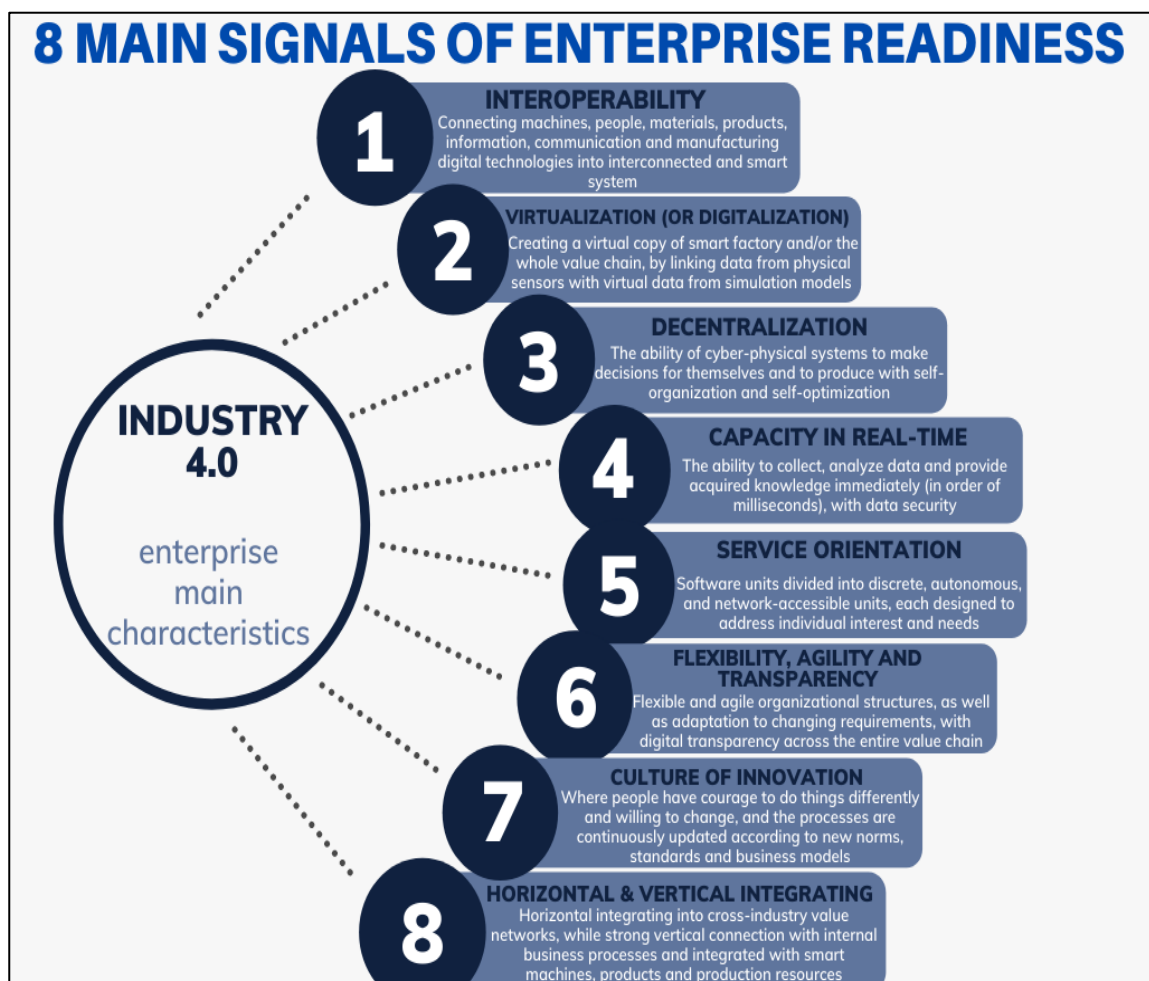 8 MAIN SIGNALS OF ENTERPRISE READINESS
1
INTEROPERABILITY
Connecting machines, people, materials, products,
information, communication and manufacturing
digital technologies into interconnected and smart
system
2
VIRTUALIZATION (OR DIGITALIZATION)
Creating a virtual copy of smart factory and/or the
whole value chain, by linking data from physical
sensors with virtual data from simulation models
3
DECENTRALIZATION
The ability of cyber-physical systems to make
decisions for themselves and to produce with self-
organization and self-optimization
INDUSTRY
4.0
enterprise
main
characteristics
4
CAPACITY IN REAL-TIME
The ability to collect, analyze data and provide
acquired knowledge immediately (in order of
milliseconds), with data security
5
SERVICE ORIENTATION
Software units divided into discrete, autonomous,
and network-accessible units, each designed to
address individual interest and needs
6
FLEXIBILITY, AGILITY AND
TRANSPARENCY
Flexible and agile organizational structures, as well
as adaptation to changing requirements, with
digital transparency across the entire value chain
7
CULTURE OF INNOVATION
Where people have courage to do things differently
and willing to change, and the processes are
continuously updated according to new norms,
standards and business models
8
HORIZONTAL & VERTICAL INTEGRATING
Horizontal integrating into cross-industry value
networks, while strong vertical connection with internal
business processes and integrated with smart
machines, products and production resources